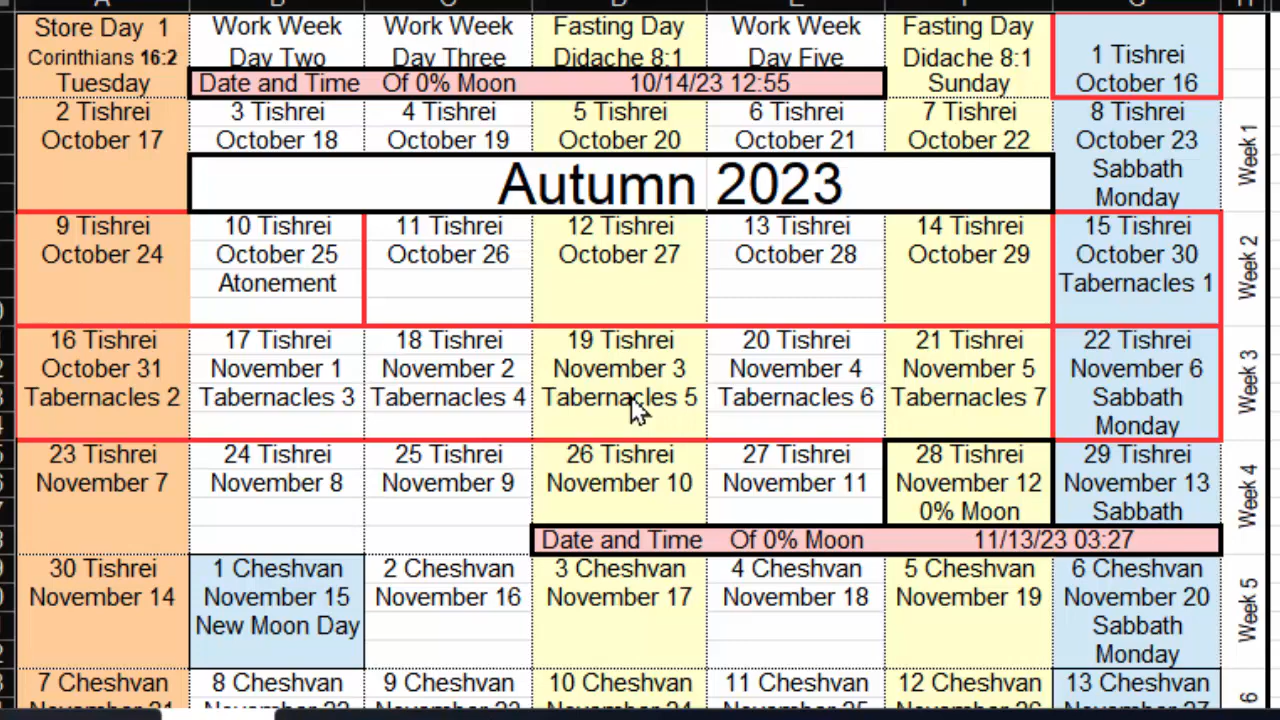 A B C D E F G H
Store Day 1 Work Week Fasting Day Work Week Fasting Day
Corinthians 16:2 Day Two Day Three Didache 8:1 Day Five Didache 8:1 1 Tishrei
Tuesday Date and Time Of 0% Moon 10/14/23 12:55 Sunday October 16
2 Tishrei 3 Tishrei 4 Tishrei 5 Tishrei 6 Tishrei 7 Tishrei 8 Tishrei
October 17 October 18 October 19 October 20 October 21 October 22 October 23
Sabbath
Autumn 2023
Monday
Week 1
9 Tishrei 10 Tishrei 11 Tishrei 12 Tishrei 13 Tishrei 14 Tishrei 15 Tishrei
October 24 October 25 October 26 October 27 October 28 October 29 October 30
Atonement Tabernacles 1
Week 2
16 Tishrei 17 Tishrei 18 Tishrei 19 Tishrei 20 Tishrei 21 Tishrei 22 Tishrei
October 31 November 1 November 2 November 3 November 4 November 5 November 6
Tabernacles 2 Tabernacles 3 Tabernacles 4 Tabernacles 5 Tabernacles 6 Tabernacles 7 Sabbath
Monday
Week 3
23 Tishrei 24 Tishrei 25 Tishrei 26 Tishrei 27 Tishrei 28 Tishrei 29 Tishrei
November 7 November 8 November 9 November 10 November 11 November 12 November 13
0% Moon Sabbath
Date and Time Of 0% Moon 11/13/23 03:27
Week 4
30 Tishrei 1 Cheshvan 2 Cheshvan 3 Cheshvan 4 Cheshvan 5 Cheshvan 6 Cheshvan
November 14 November 15 November 16 November 17 November 18 November 19 November 20
New Moon Day Sabbath
Monday
Week 5
7 Cheshvan 8 Cheshvan 9 Cheshvan 10 Cheshvan 11 Cheshvan 12 Cheshvan 13 Cheshvan
6